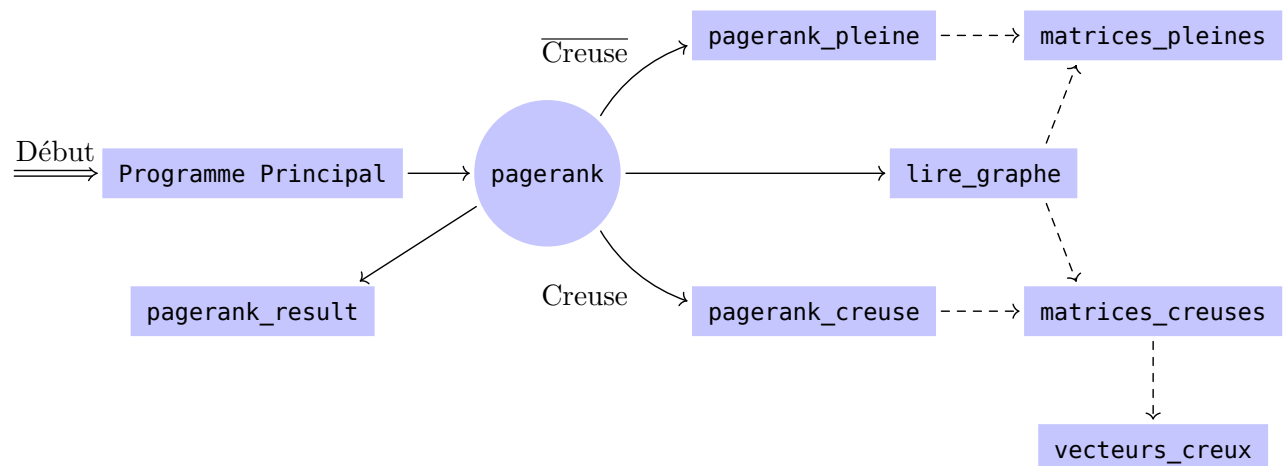 Creuse
pagerank_pleine
matrices_pleines
Début
Programme Principal
pagerank
lire_graphe
pagerank_result
Creuse
pagerank_creuse
matrices_creuses
vecteurs_creux